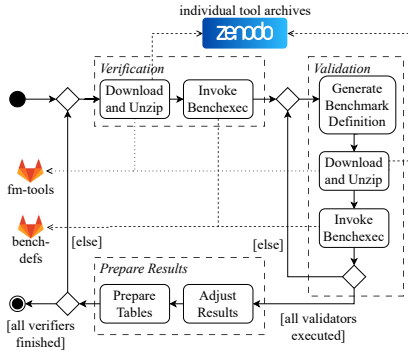 individual tool archives
zenodo
Verification
Download
and Unzip
Invoke
Benchexec
Validation
Generate
Benchmark
Definition
Download
and Unzip
Invoke
Benchexec
fm-tools
bench-
defs
[else]
[else]
Prepare Results
Prepare
Tables
Adjust
Results
[all verifiers
finished]
[all validators
executed]